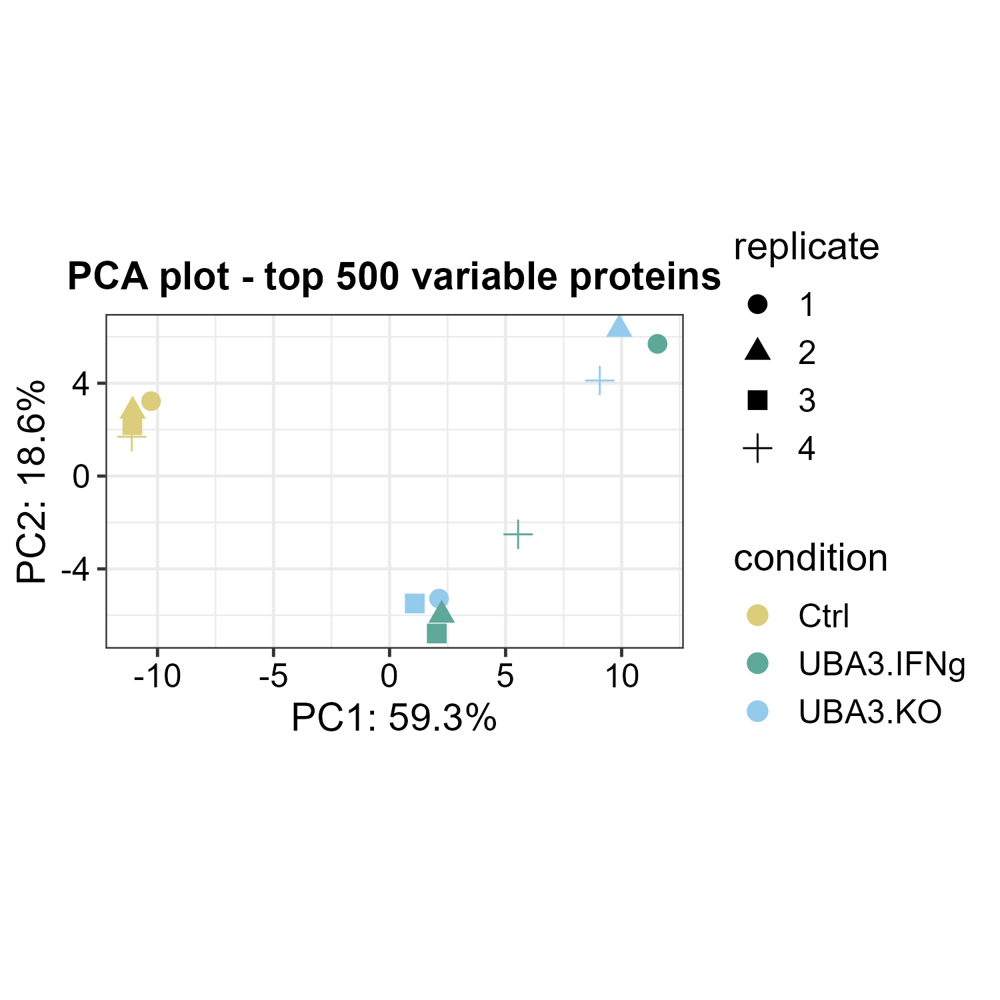 PCA plot - top 500 variable proteins
PC2: 18.6%
4
0
-4
-10 -5 0 5 10
PC1: 59.3%
replicate
1
2
3
4
condition
Ctrl
UBA3.IFNg
UBA3.KO